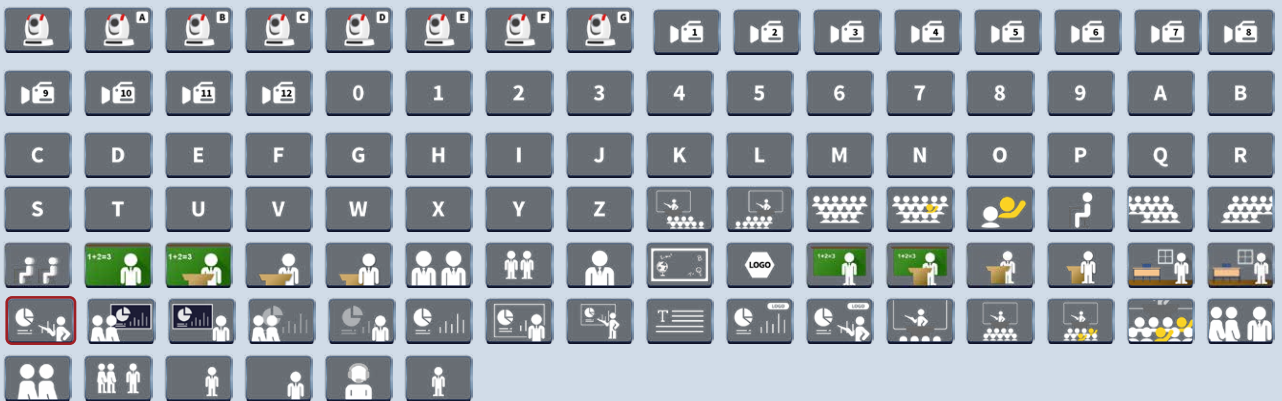 A B C D E F G 1 2 3 4 5 6 7 8
9 10 11 12 0 1 2 3 4 5 6 7 8 9 A B
C D E F G H I J K L M N O P Q R
S T U V W X Y Z
1+2=3 1+2=3 LOGO 1+2=3 1+2=3
T LOGO LOGO